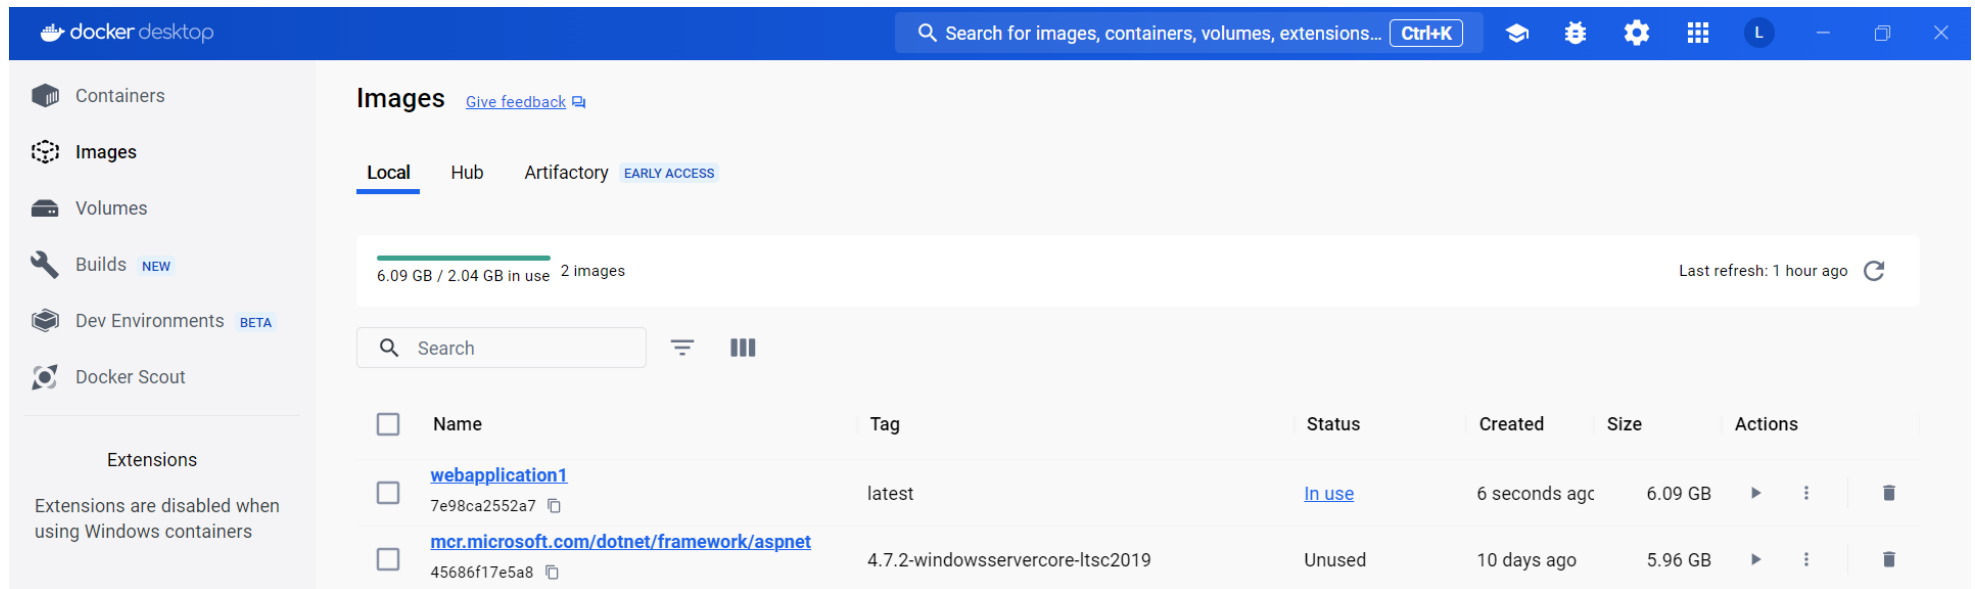 docker desktop
Search for images, containers, volumes, extensions... Ctrl+K
L
Containers
Images
Volumes
Builds NEW
Dev Environments BETA
Docker Scout
Extensions
Extensions are disabled when
using Windows containers
Images Give feedback
Local Hub Artifactory EARLY ACCESS
6.09 GB / 2.04 GB in use 2 images
Last refresh: 1 hour ago
Search
Name Tag Status Created Size Actions
webapplication1
7e98ca2552a7
latest In use 6 seconds agc 6.09 GB
mcr.microsoft.com/dotnet/framework/aspnet
45686f17e5a8
4.7.2-windowsservercore-ltsc2019 Unused 10 days ago 5.96 GB